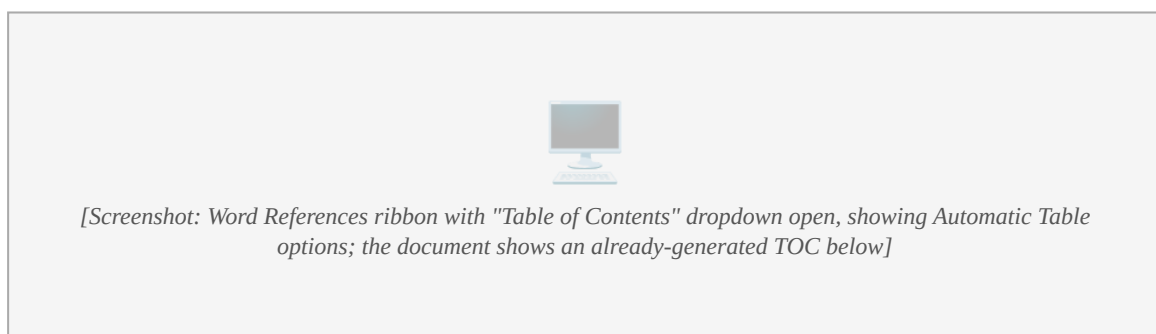 [Screenshot: Word References ribbon with "Table of Contents" dropdown open, showing Automatic Table
options; the document shows an already-generated TOC below]